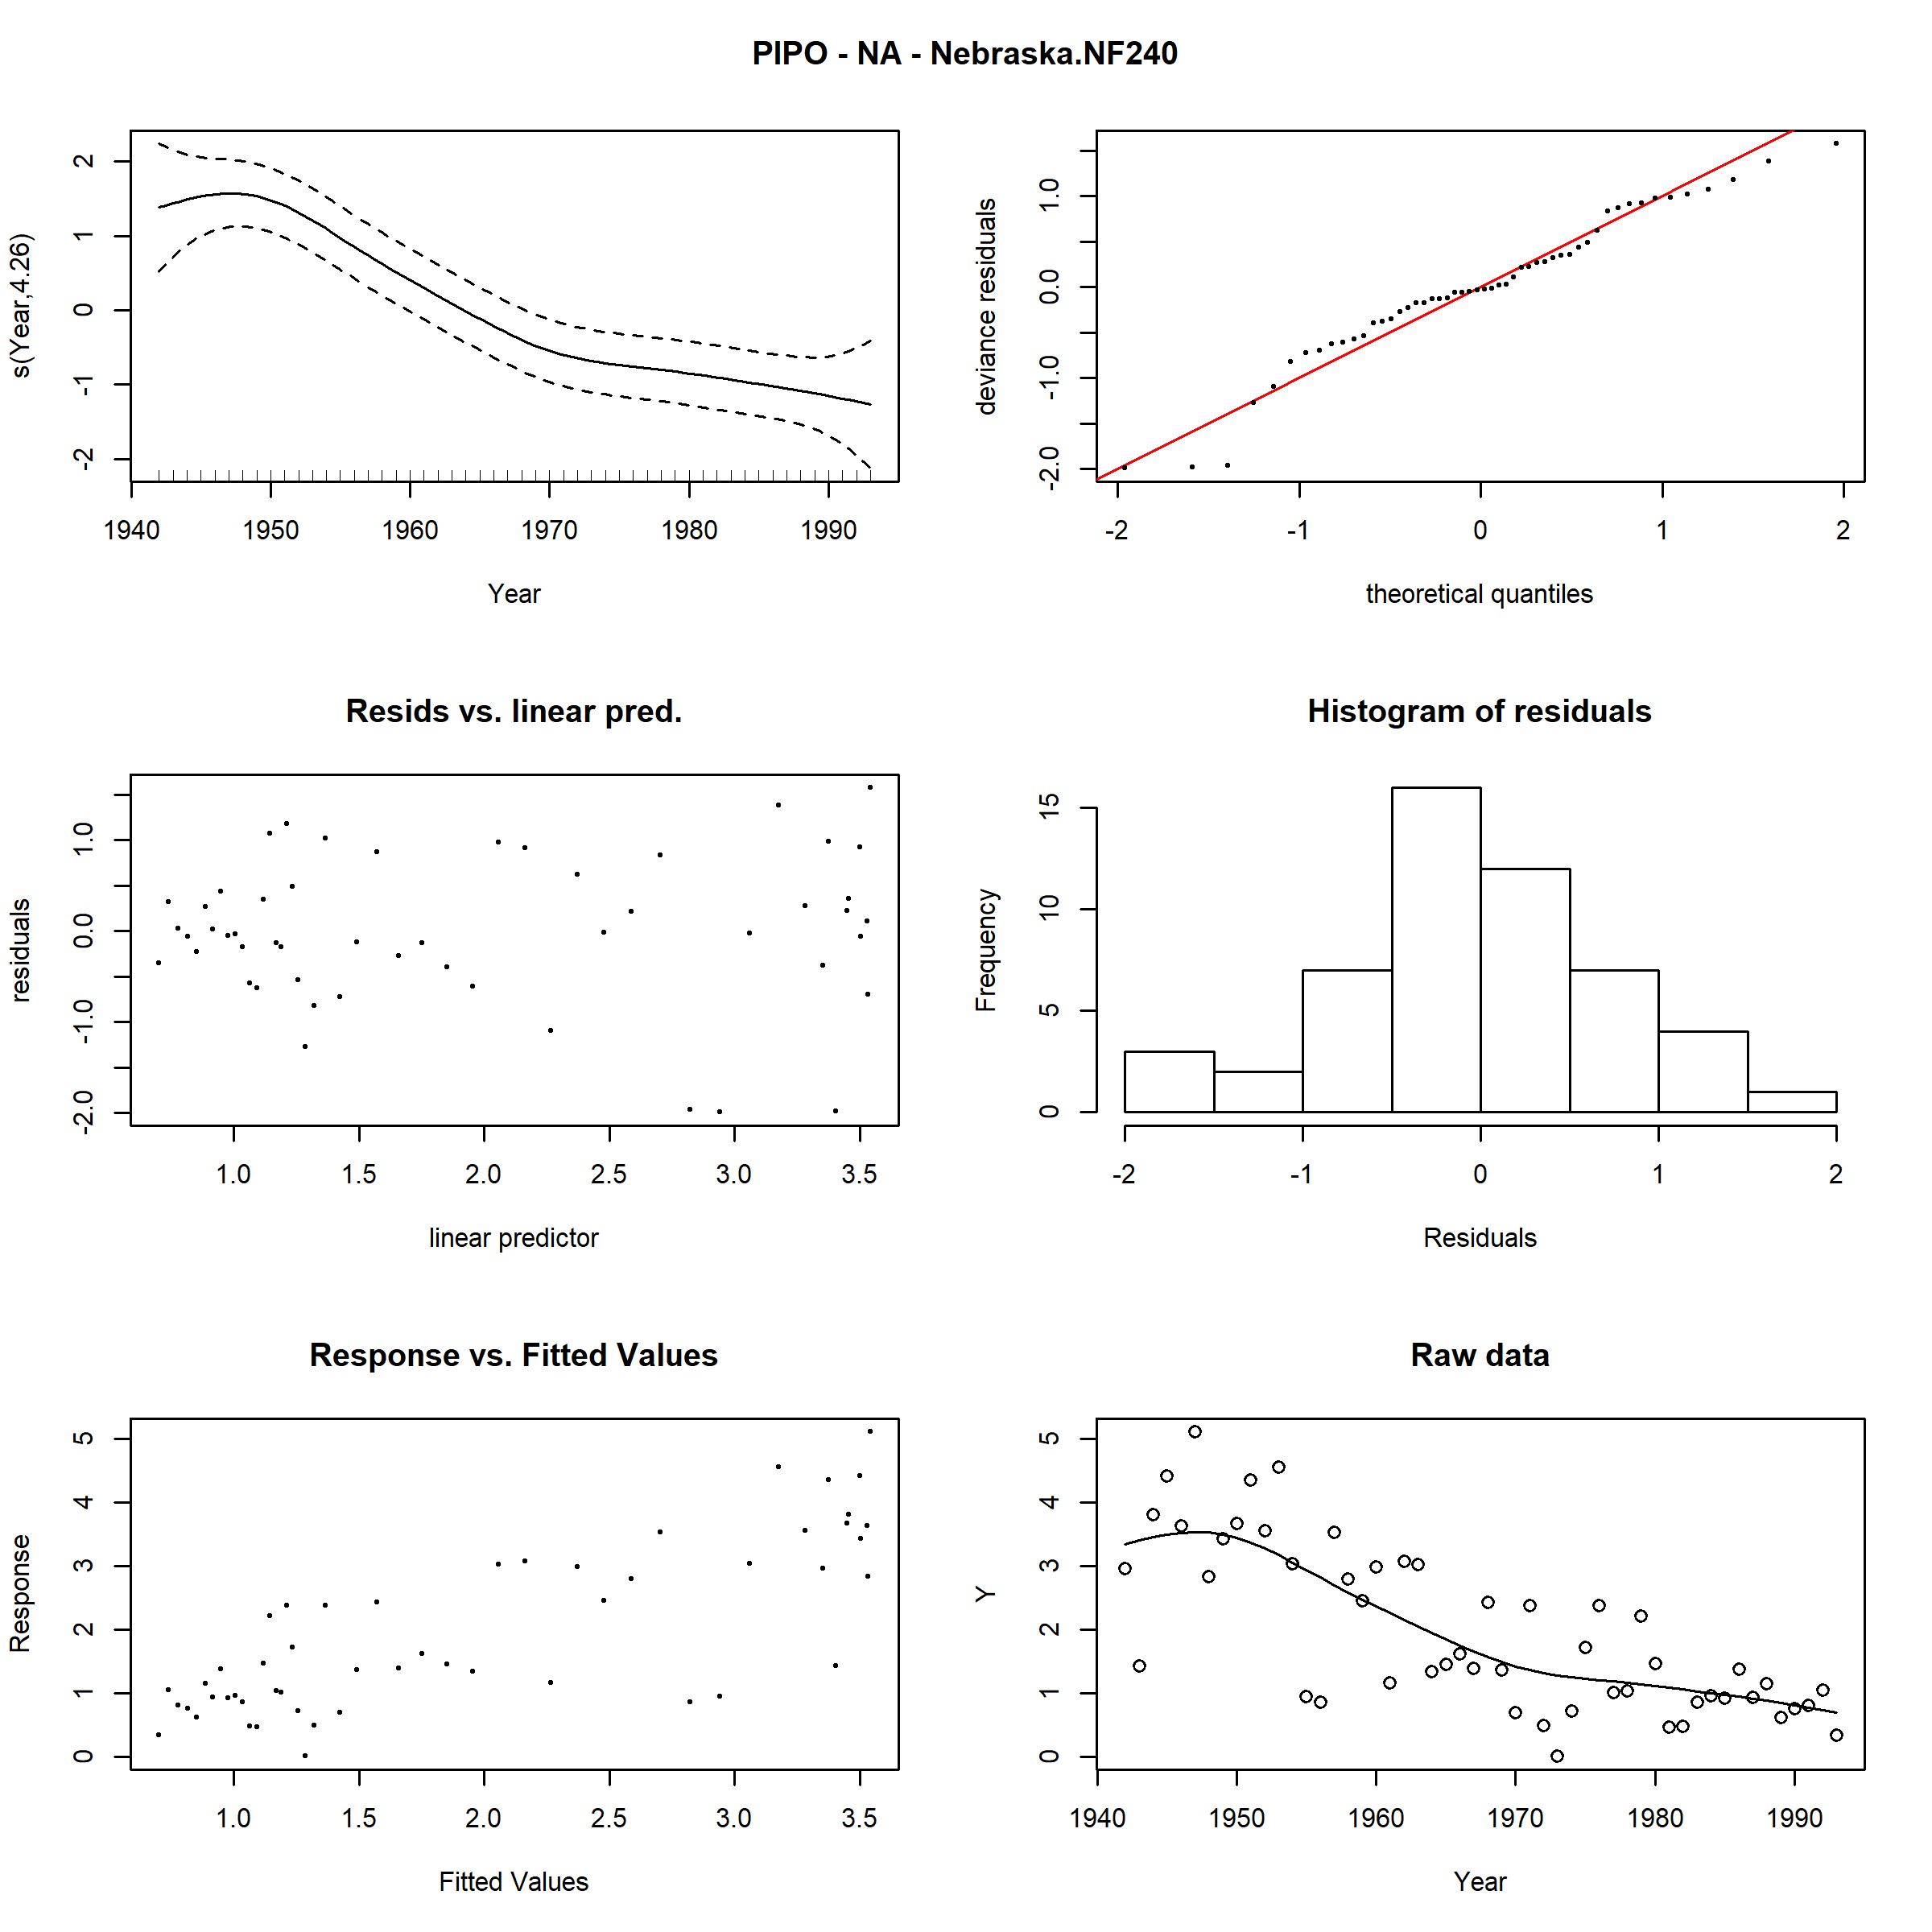 PIPO - NA - Nebraska.NF240
s(Year,4.26)
2
1
0
-1
-2
1940 1950 1960 1970 1980 1990
Year
deviance residuals
1.0
0.0
-1.0
-2.0
-2 -1 0 1 2
theoretical quantiles
Resids vs. linear pred.
residuals
1.0
0.0
-1.0
-2.0
1.0 1.5 2.0 2.5 3.0 3.5
linear predictor
Histogram of residuals
Frequency
15
10
5
0
-2 -1 0 1 2
Residuals
Response vs. Fitted Values
Response
5
4
3
2
1
0
1.0 1.5 2.0 2.5 3.0 3.5
Fitted Values
Raw data
Y
5
4
3
2
1
0
1940 1950 1960 1970 1980 1990
Year